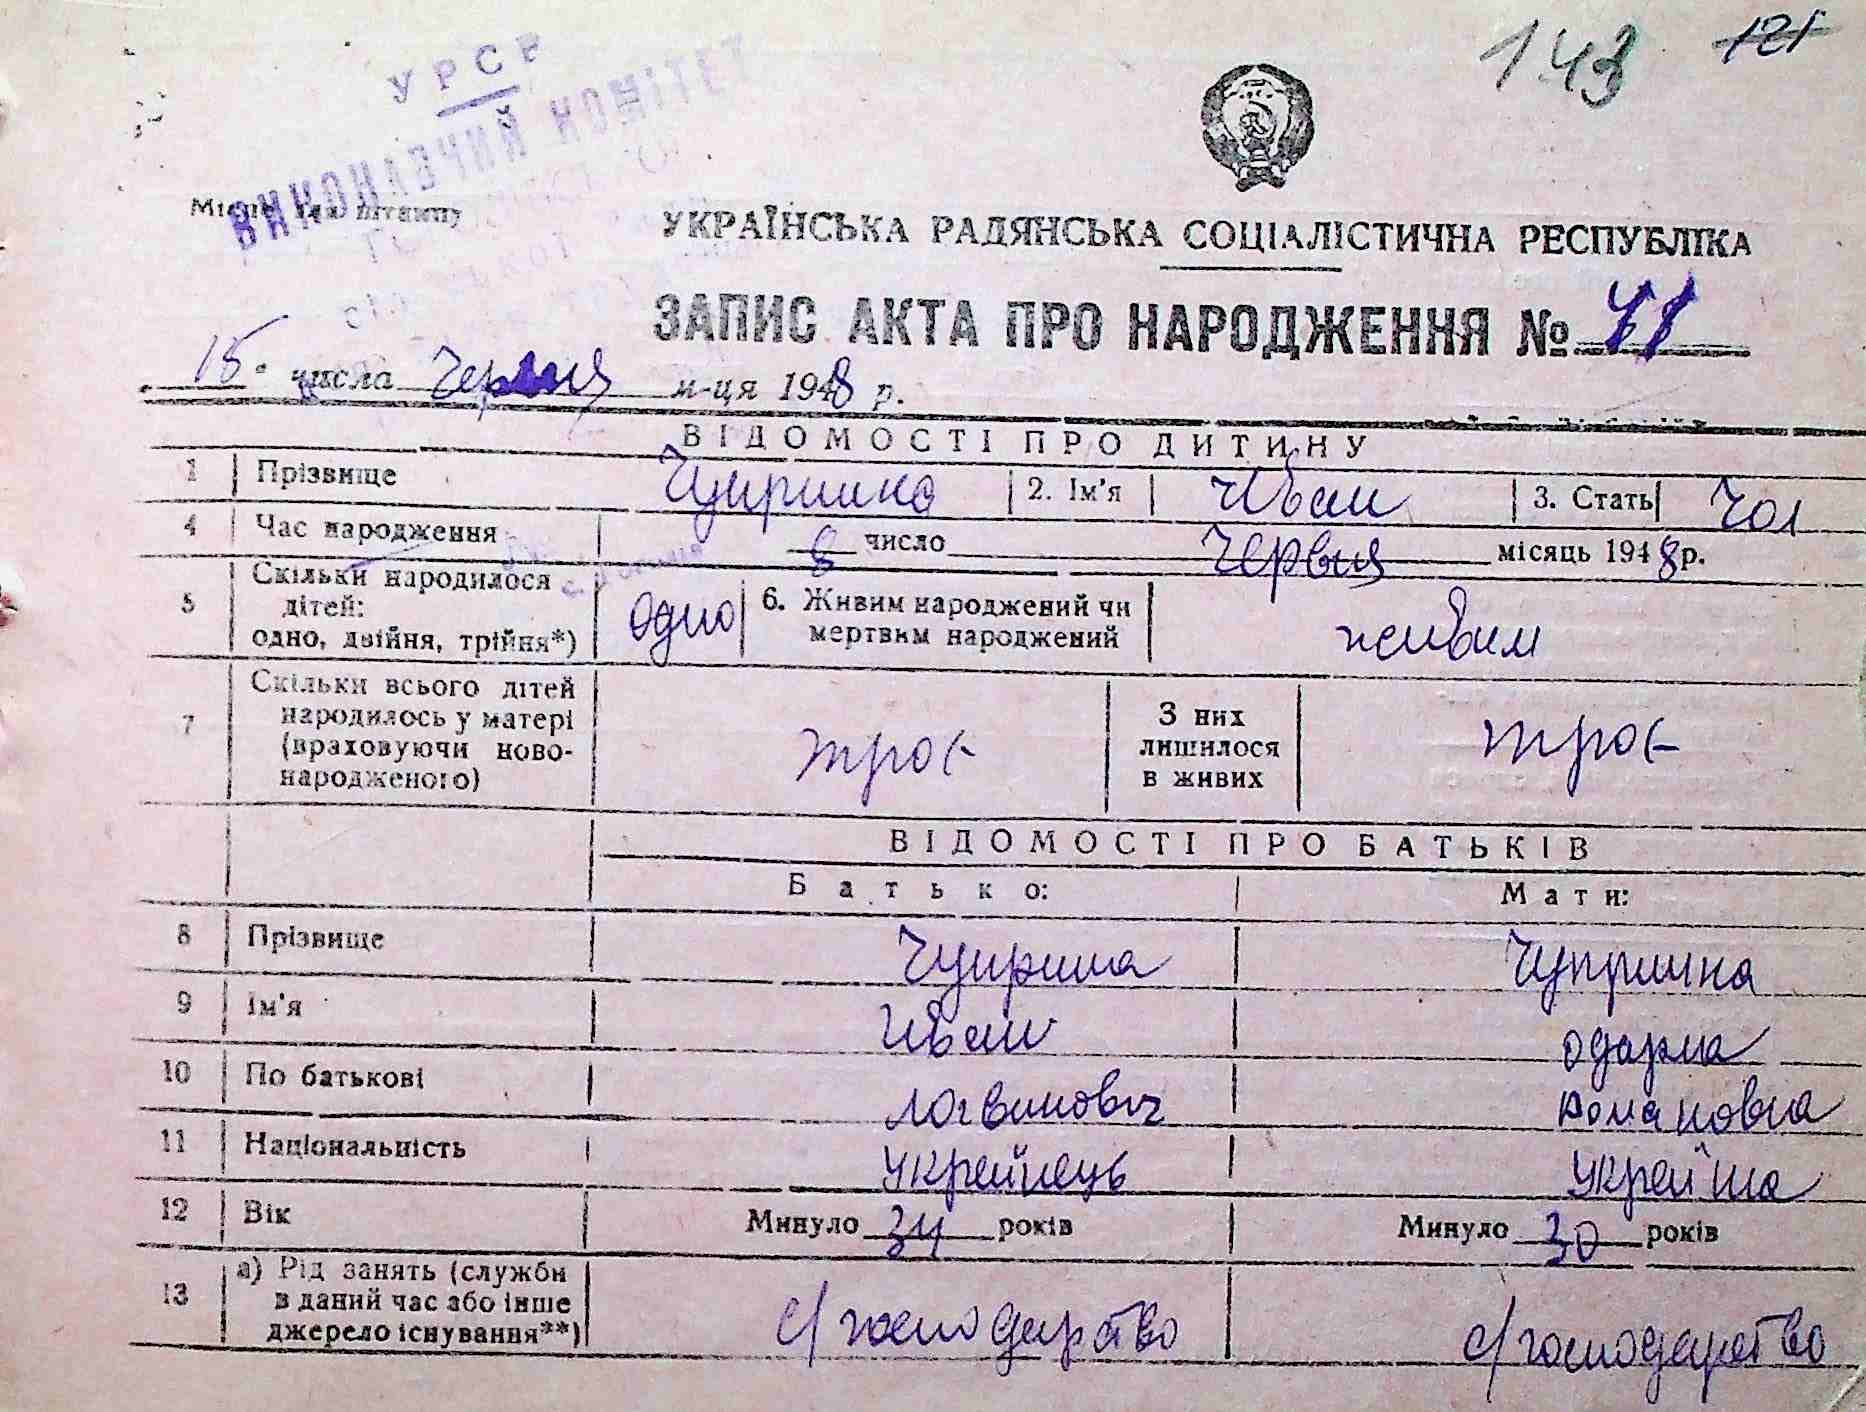 143 121
УРСР
ВИКОНАВЧИЙ КОМІТЕТ
Місце для штампу
УКРАЇНСЬКА РАДЯНСЬКА СОЦІАЛІСТИЧНА РЕСПУБЛІКА
ЗАПИС АКТА ПРО НАРОДЖЕННЯ №
15 числа Червня м-ця 1948 р.
ВІДОМОСТІ ПРО ДИТИНУ
1 Прізвище Чупринна 2. Ім'я Иван 3. Стать Чол
4 Час народження 6 число Червня місяць 1948 р.
5 Скільки народилося дітей: одно, двійня, трійня*) одно 6. Живим народжений чи мертвим народжений живим
7 Скільки всього дітей народилось у матері (враховуючи новонародженого) троє З них лишилося в живих троє
ВІДОМОСТІ ПРО БАТЬКІВ
Батько: Мати:
8 Прізвище Чуприна Чупринна
9 Ім'я Иван одарка
10 По батькові логвинович Романовна
11 Національність українець українка
12 Вік Минуло 34 років Минуло 30 років
13 а) Рід занять (служби в даний час або інше джерело існування**) с/господарство с/господарство